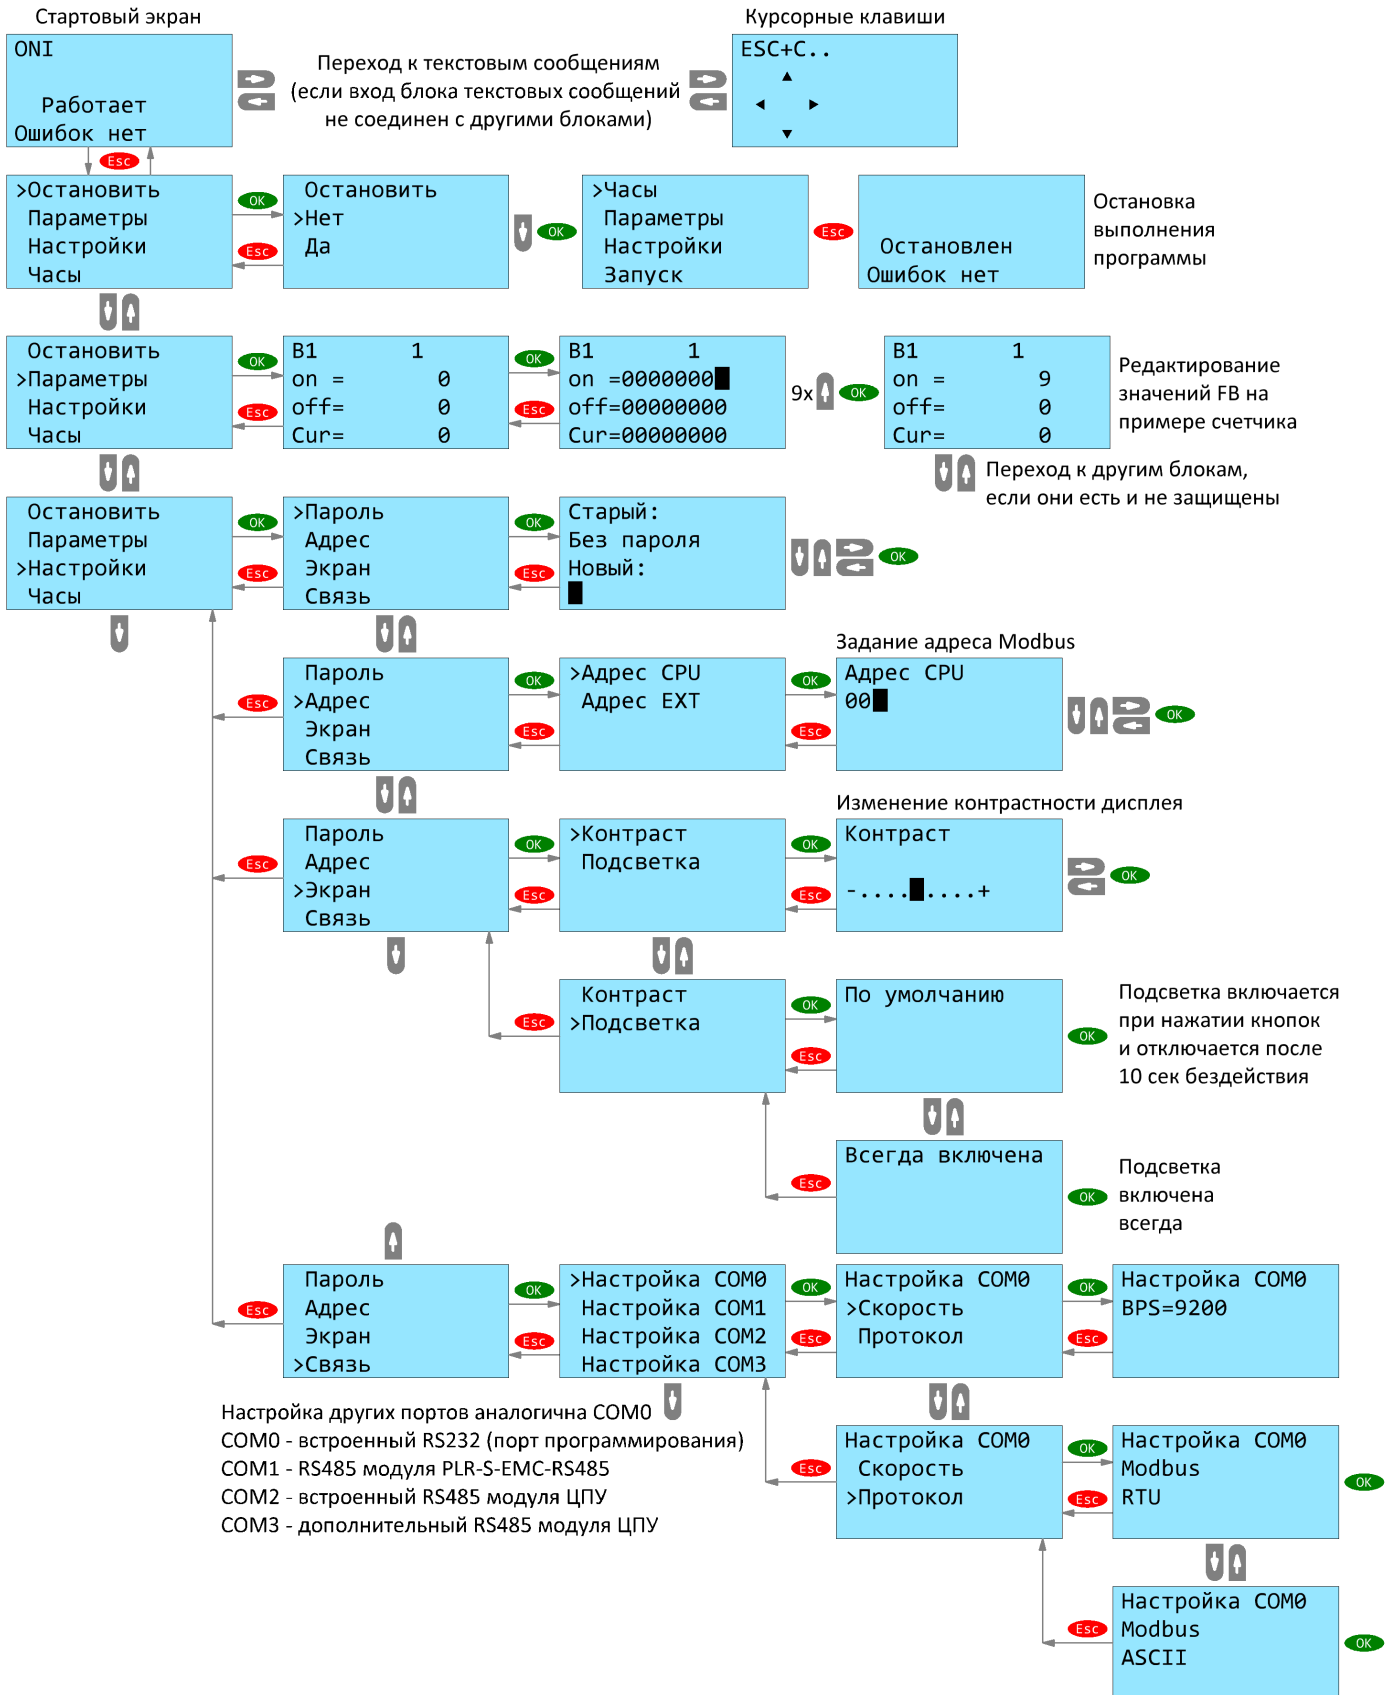 Стартовый экран
Курсорные клавиши
ONI
Работает
Ошибок нет
Переход к текстовым сообщениям
(если вход блока текстовых сообщений
не соединен с другими блоками)
ESC+C..
Esc
>Остановить
Параметры
Настройки
Часы
OK
Esc
Остановить
>Нет
Да
OK
>Часы
Параметры
Настройки
Запуск
Esc
Остановлен
Ошибок нет
Остановка
выполнения
программы
Остановить
>Параметры
Настройки
Часы
OK
Esc
B1 1
on = 0
off= 0
Cur= 0
OK
Esc
B1 1
on =0000000
off=00000000
Cur=00000000
9x
OK
B1 1
on = 9
off= 0
Cur= 0
Редактирование
значений FB на
примере счетчика
Переход к другим блокам,
если они есть и не защищены
Остановить
Параметры
>Настройки
Часы
OK
Esc
>Пароль
Адрес
Экран
Связь
OK
Esc
Старый:
Без пароля
Новый:
OK
Задание адреса Modbus
Esc
Пароль
>Адрес
Экран
Связь
OK
Esc
>Адрес CPU
Адрес EXT
OK
Esc
Адрес CPU
00
OK
Изменение контрастности дисплея
Esc
Пароль
Адрес
>Экран
Связь
OK
Esc
>Контраст
Подсветка
OK
Esc
Контраст
-.... ....+
OK
Esc
Контраст
>Подсветка
OK
Esc
По умолчанию
OK
Подсветка включается
при нажатии кнопок
и отключается после
10 сек бездействия
Esc
Всегда включена
OK
Подсветка
включена
всегда
Esc
Пароль
Адрес
Экран
>Связь
OK
Esc
>Настройка COM0
Настройка COM1
Настройка COM2
Настройка COM3
OK
Esc
Настройка COM0
>Скорость
Протокол
OK
Esc
Настройка COM0
BPS=9200
Настройка других портов аналогична COM0
COM0 - встроенный RS232 (порт программирования)
COM1 - RS485 модуля PLR-S-EMC-RS485
COM2 - встроенный RS485 модуля ЦПУ
COM3 - дополнительный RS485 модуля ЦПУ
Esc
Настройка COM0
Скорость
>Протокол
OK
Esc
Настройка COM0
Modbus
RTU
OK
Esc
Настройка COM0
Modbus
ASCII
OK